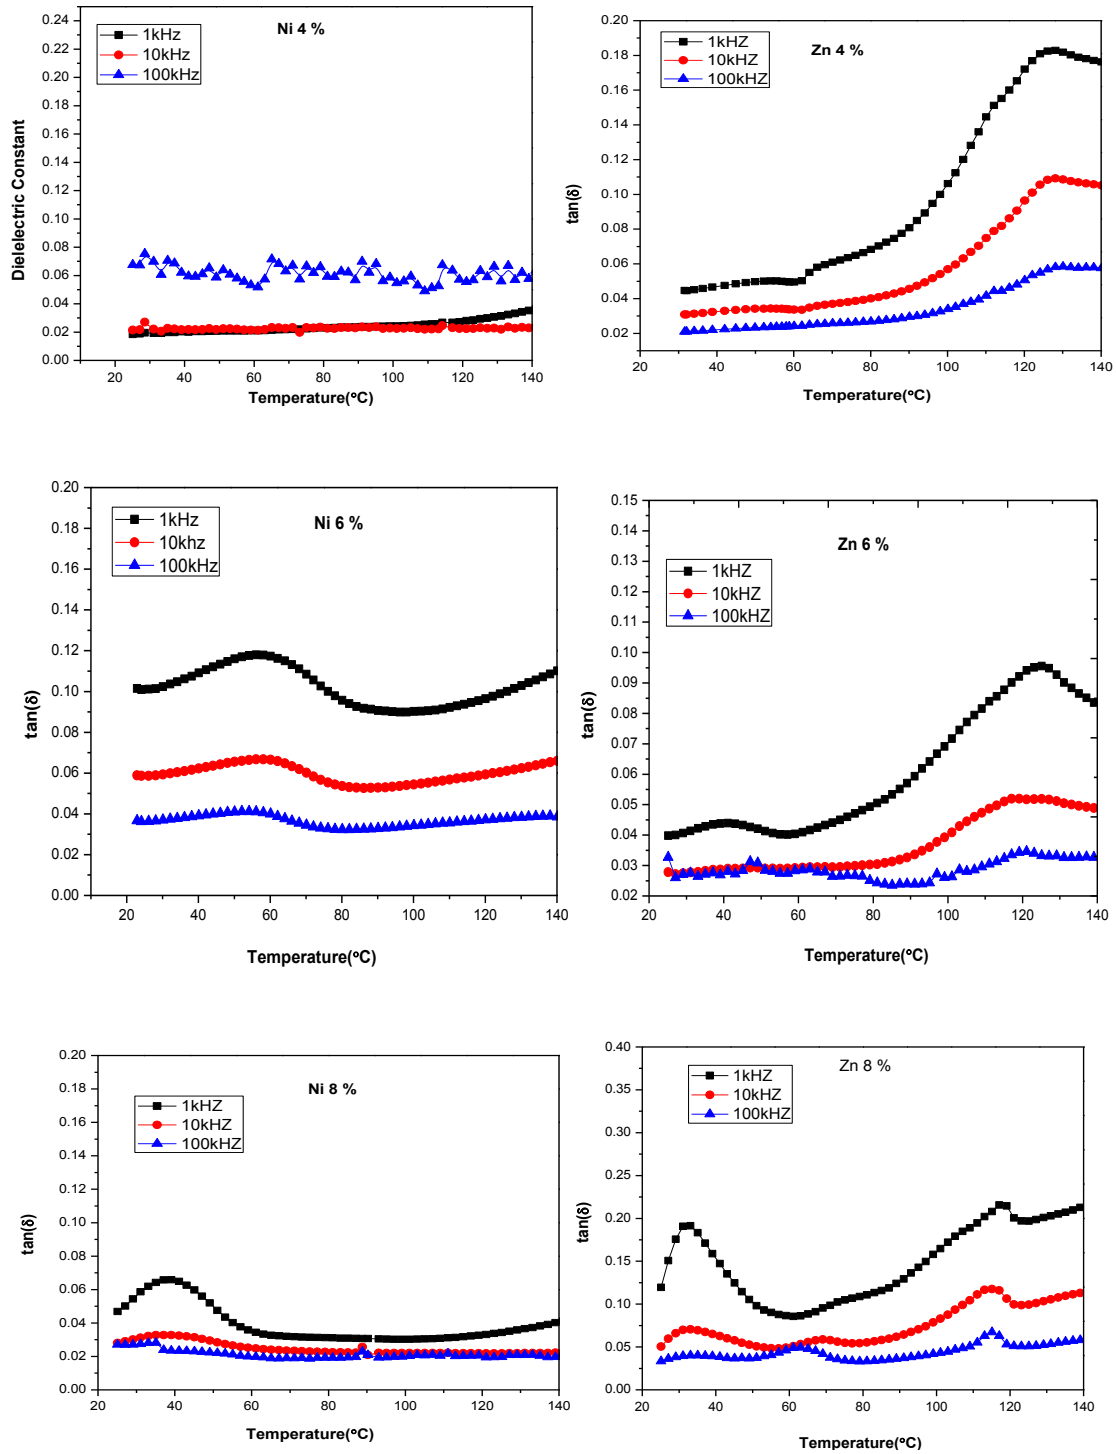 Ni 4 %
1kHz
10kHz
100kHz
0.24
0.22
0.20
0.18
0.16
0.14
0.12
0.10
0.08
0.06
0.04
0.02
0.00
20 40 60 80 100 120 140
Dielelectric Constant
Temperature(°C)
Zn 4 %
1kHZ
10kHZ
100kHZ
0.20
0.18
0.16
0.14
0.12
0.10
0.08
0.06
0.04
0.02
20 40 60 80 100 120 140
tan(δ)
Temperature(°C)
Ni 6 %
1kHz
10khz
100kHz
0.20
0.18
0.16
0.14
0.12
0.10
0.08
0.06
0.04
0.02
0.00
20 40 60 80 100 120 140
tan(δ)
Temperature(°C)
Zn 6 %
1kHZ
10kHZ
100kHZ
0.15
0.14
0.13
0.12
0.11
0.10
0.09
0.08
0.07
0.06
0.05
0.04
0.03
0.02
20 40 60 80 100 120 140
tan(δ)
Temperature(°C)
Ni 8 %
1kHZ
10kHZ
100kHZ
0.20
0.18
0.16
0.14
0.12
0.10
0.08
0.06
0.04
0.02
0.00
20 40 60 80 100 120 140
tan(δ)
Temperature(°C)
Zn 8 %
1kHZ
10kHZ
100kHZ
0.40
0.35
0.30
0.25
0.20
0.15
0.10
0.05
0.00
20 40 60 80 100 120 140
tan(δ)
Temperature(°C)